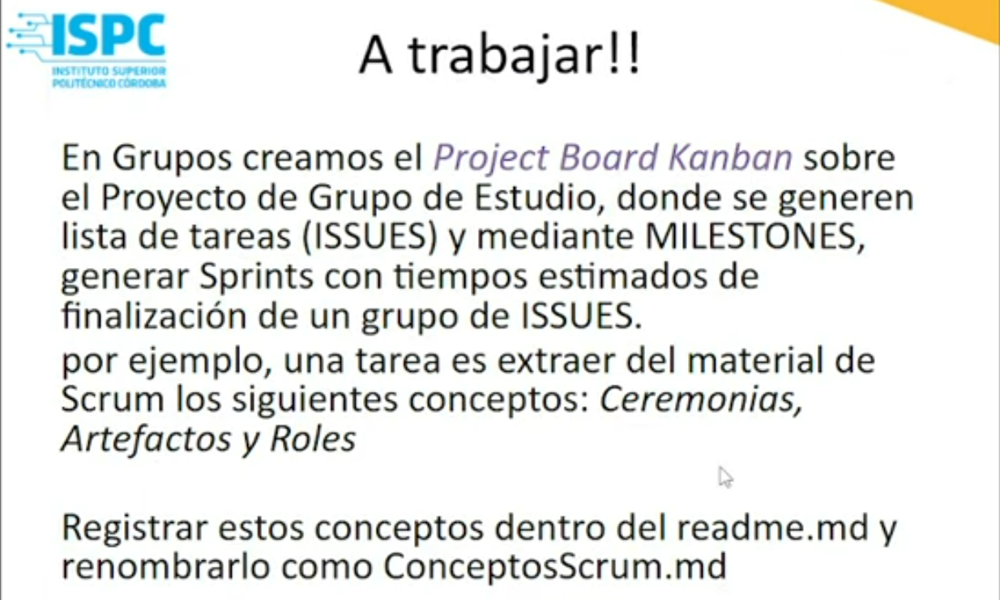 ISPC
INSTITUTO SUPERIOR
POLITÉCNICO CÓRDOBA
A trabajar!!
En Grupos creamos el Project Board Kanban sobre
el Proyecto de Grupo de Estudio, donde se generen
lista de tareas (ISSUES) y mediante MILESTONES,
generar Sprints con tiempos estimados de
finalización de un grupo de ISSUES.
por ejemplo, una tarea es extraer del material de
Scrum los siguientes conceptos: Ceremonias,
Artefactos y Roles
Registrar estos conceptos dentro del readme.md y
renombrarlo como ConceptosScrum.md